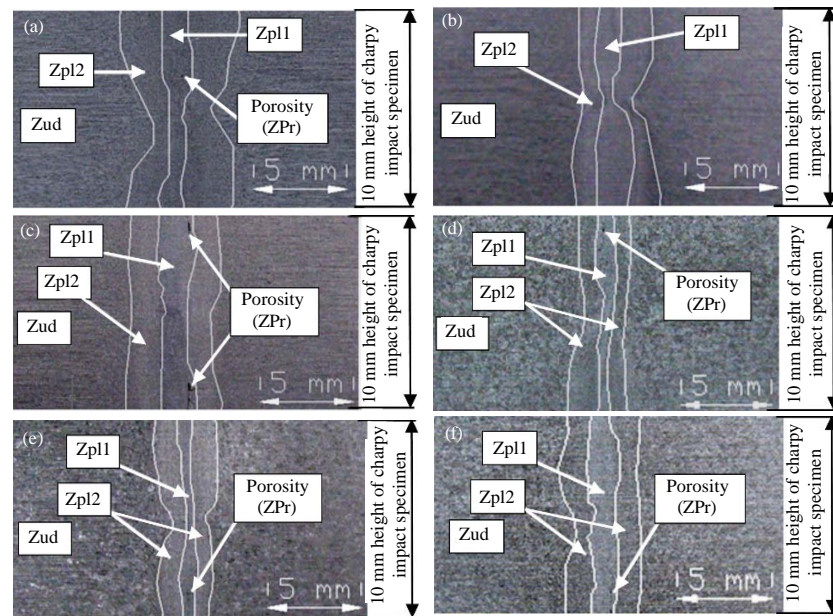 (a)
Zpl1
Zpl2
Porosity
(ZPr)
Zud
5 mm
10 mm height of charpy
impact specimen
(b)
Zpl1
Zpl2
Zud
5 mm
10 mm height of charpy
impact specimen
(c)
Zpl1
Zpl2
Porosity
(ZPr)
Zud
5 mm
10 mm height of charpy
impact specimen
(d)
Zpl1
Zpl2
Porosity
(ZPr)
Zud
5 mm
10 mm height of charpy
impact specimen
(e)
Zpl1
Zpl2
Porosity
(ZPr)
Zud
5 mm
10 mm height of charpy
impact specimen
(f)
Zpl1
Zpl2
Porosity
(ZPr)
Zud
5 mm
10 mm height of charpy
impact specimen